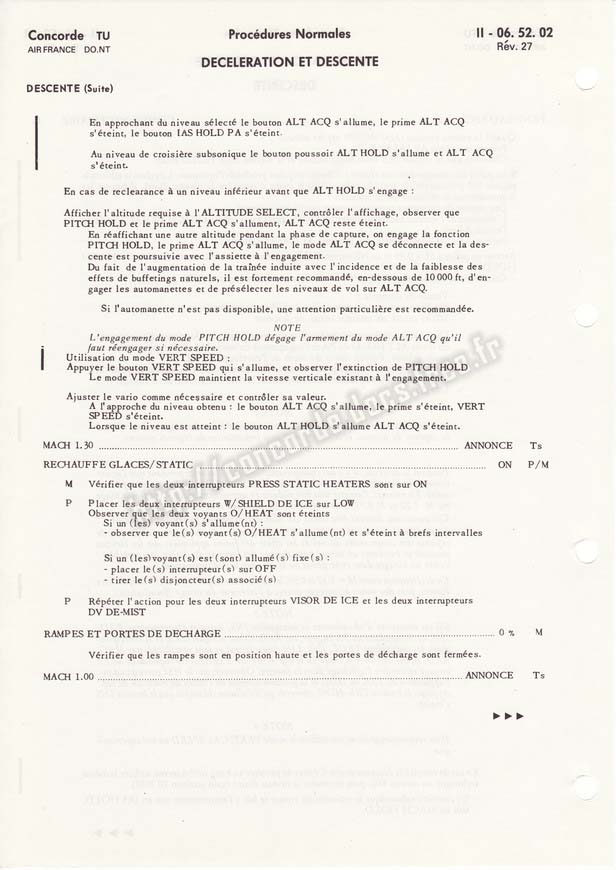 Concorde TU
AIR FRANCE DO.NT
Procédures Normales
DECELERATION ET DESCENTE
II - 06. 52. 02
Rév. 27
DESCENTE (Suite)
En approchant du niveau sélecté le bouton ALT ACQ s'allume, le prime ALT ACQ
s'éteint, le bouton IAS HOLD PA s'éteint.
Au niveau de croisière subsonique le bouton poussoir ALT HOLD s'allume et ALT ACQ
s'éteint.
En cas de reclearance à un niveau inférieur avant que ALT HOLD s'engage :
Afficher l'altitude requise à l'ALTITUDE SELECT, contrôler l'affichage, observer que
PITCH HOLD et le prime ALT ACQ s'allument, ALT ACQ reste éteint.
En réaffichant une autre altitude pendant la phase de capture, on engage la fonction
PITCH HOLD, le prime ALT ACQ s'allume, le mode ALT ACQ se déconnecte et la des-
cente est poursuivie avec l'assiette à l'engagement.
Du fait de l'augmentation de la traînée induite avec l'incidence et de la faiblesse des
effets de buffetings naturels, il est fortement recommandé, en-dessous de 10 000 ft, d'en-
gager les automanettes et de présélecter les niveaux de vol sur ALT ACQ.
Si l'automanette n'est pas disponible, une attention particulière est recommandée.
NOTE
L'engagement du mode PITCH HOLD dégage l'armement du mode ALT ACQ qu'il
faut réengager si nécessaire.
Utilisation du mode VERT SPEED :
Appuyer le bouton VERT SPEED qui s'allume, et observer l'extinction de PITCH HOLD
Le mode VERT SPEED maintient la vitesse verticale existant à l'engagement.
Ajuster le vario comme nécessaire et contrôler sa valeur.
A l'approche du niveau obtenu : le bouton ALT ACQ s'allume, le prime s'éteint, VERT
SPEED s'éteint.
Lorsque le niveau est atteint : le bouton ALT HOLD s'allume ALT ACQ s'éteint.
MACH 1.30 ........ ANNONCE Ts
RECHAUFFE GLACES/STATIC ........ ON P/M
M Vérifier que les deux interrupteurs PRESS STATIC HEATERS sont sur ON
P Placer les deux interrupteurs W/SHIELD DE ICE sur LOW
Observer que les deux voyants O/HEAT sont éteints
Si un (les) voyant(s) s'allume(nt) :
- observer que le(s) voyant(s) O/HEAT s'allume(nt) et s'éteint à brefs intervalles
Si un (les)voyant(s) est (sont) allumé(s) fixe(s) :
- placer le(s) interrupteur(s) sur OFF
- tirer le(s) disjoncteur(s) associé(s)
P Répéter l'action pour les deux interrupteurs VISOR DE ICE et les deux interrupteurs
DV DE-MIST
RAMPES ET PORTES DE DECHARGE ........ 0 % M
Vérifier que les rampes sont en position haute et les portes de décharge sont fermées.
MACH 1.00 ........ ANNONCE Ts
►►►